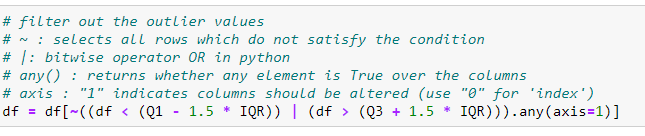 # filter out the outlier values
# ~ : selects all rows which do not satisfy the condition
# |: bitwise operator OR in python
# any() : returns whether any element is True over the columns
# axis : "1" indicates columns should be altered (use "0" for 'index')
df = df[~((df < (Q1 - 1.5 * IQR)) | (df > (Q3 + 1.5 * IQR))).any(axis=1)]